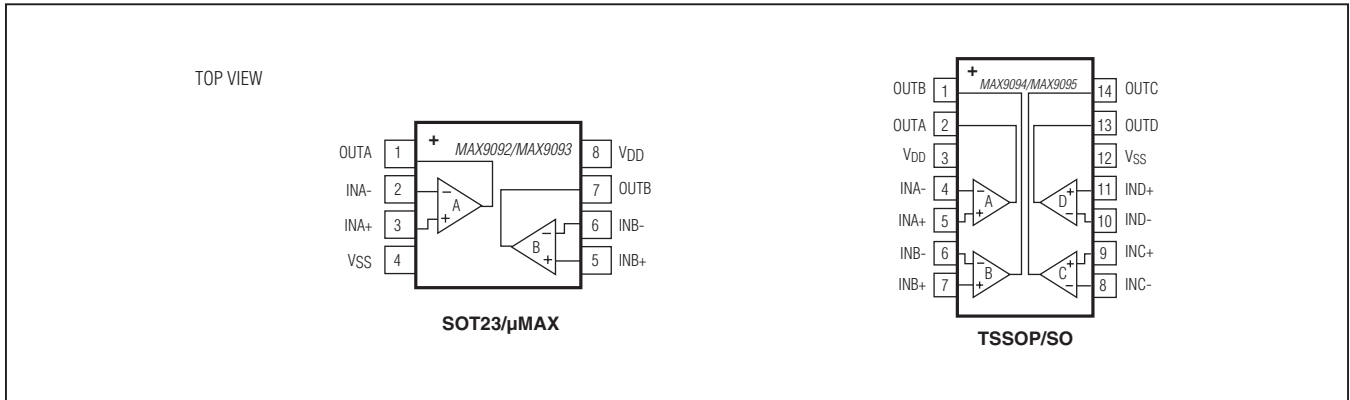 TOP VIEW
+
MAX9092/MAX9093
OUTA 1
INA- 2
INA+ 3
VSS 4
8 VDD
7 OUTB
6 INB-
5 INB+
- A +
- B +
SOT23/µMAX
+
MAX9094/MAX9095
OUTB 1
OUTA 2
VDD 3
INA- 4
INA+ 5
INB- 6
INB+ 7
14 OUTC
13 OUTD
12 VSS
11 IND+
10 IND-
9 INC+
8 INC-
- A +
+ D -
- B +
+ C -
TSSOP/SO